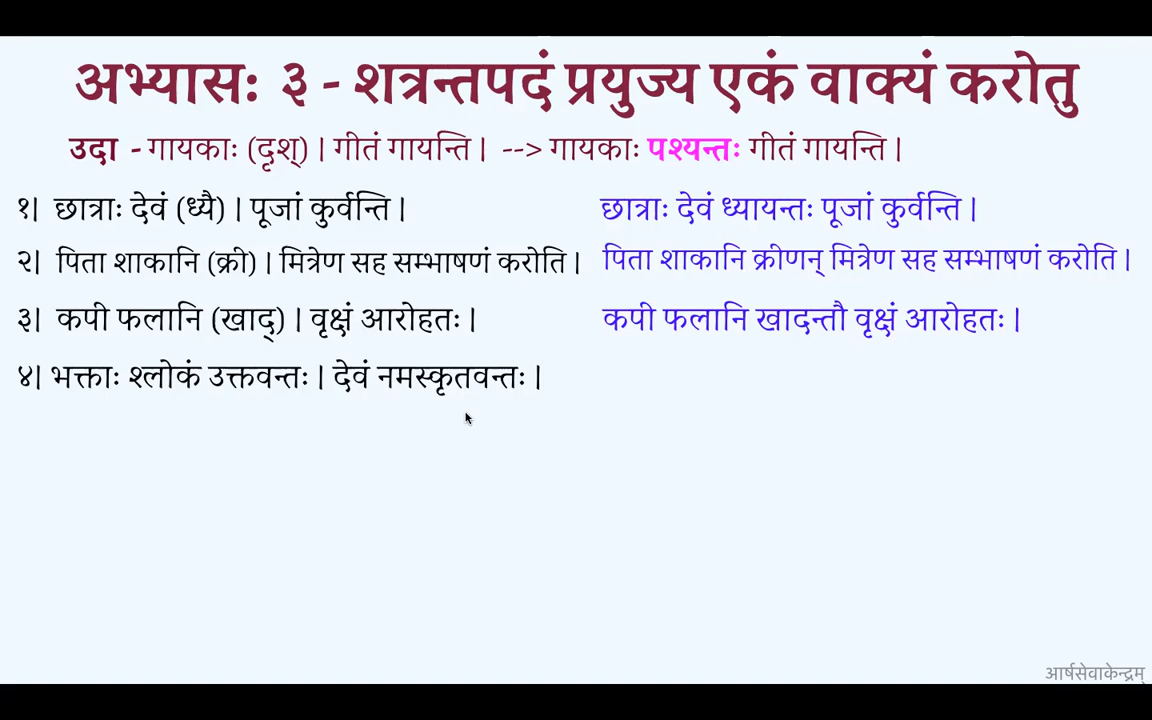 अभ्यासः ३ - शत्रन्तपदं प्रयुज्य एकं वाक्यं करोतु
उदा - गायकाः (दृश्) | गीतं गायन्ति | --> गायकाः पश्यन्तः गीतं गायन्ति |
१| छात्राः देवं (ध्यै) | पूजां कुर्वन्ति | छात्राः देवं ध्यायन्तः पूजां कुर्वन्ति |
२| पिता शाकानि (क्री) | मित्रेण सह सम्भाषणं करोति | पिता शाकानि क्रीणन् मित्रेण सह सम्भाषणं करोति |
३| कपी फलानि (खाद्) | वृक्षं आरोहतः | कपी फलानि खादन्तौ वृक्षं आरोहतः |
४| भक्ताः श्लोकं उक्तवन्तः | देवं नमस्कृतवन्तः |
आर्षसेवाकेन्द्रम्